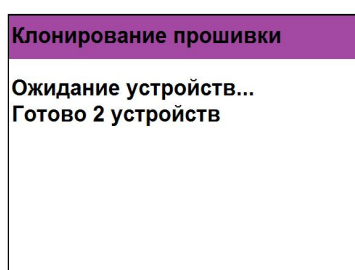 Клонирование прошивки
Ожидание устройств...
Готово 2 устройств